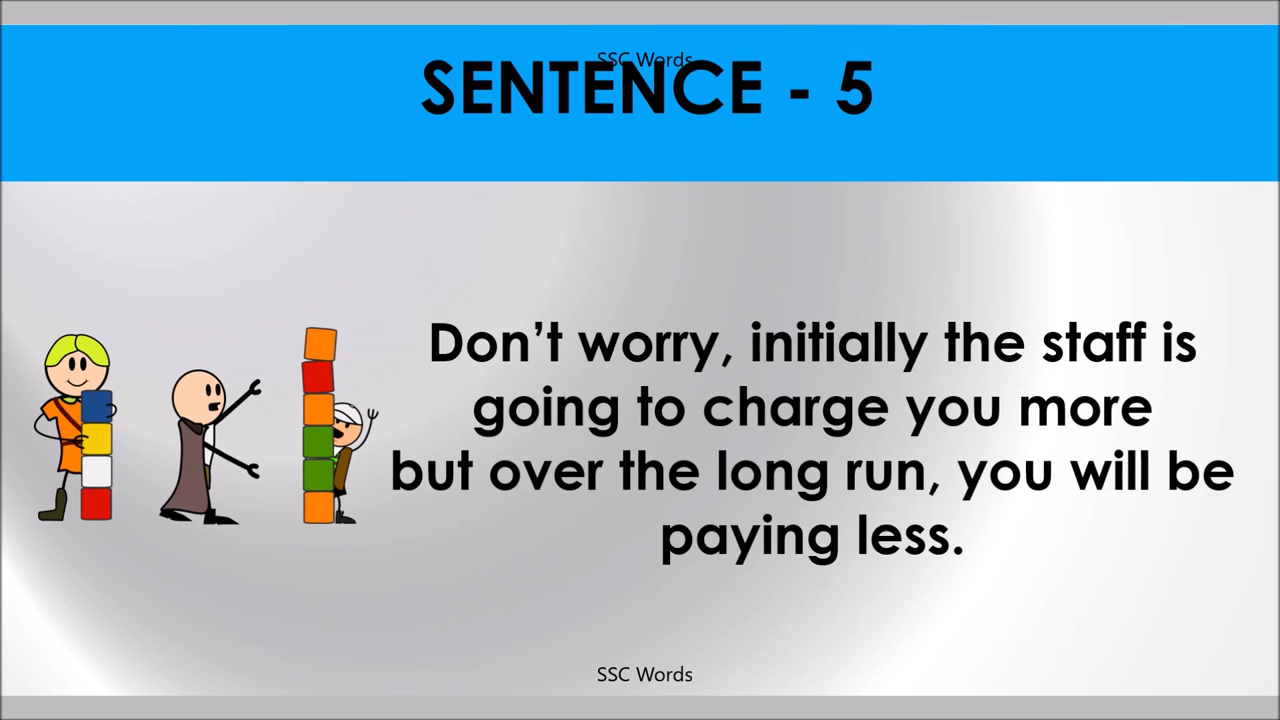 SSC Words
SENTENCE - 5
Don’t worry, initially the staff is
going to charge you more
but over the long run, you will be
paying less.
SSC Words